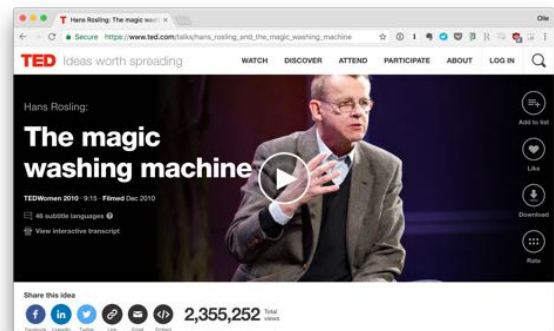 Hans Rosling: The magic wash
Olle
Secure https://www.ted.com/talks/hans_rosling_and_the_magic_washing_machine
TED Ideas worth spreading
WATCH DISCOVER ATTEND PARTICIPATE ABOUT LOG IN
Hans Rosling:
The magic
washing machine
TEDWomen 2010 · 9:15 · Filmed Dec 2010
46 subtitle languages
View interactive transcript
Add to list
Like
Download
Rate
Share this idea
Facebook LinkedIn Twitter Link Email Embed
2,355,252 Total views